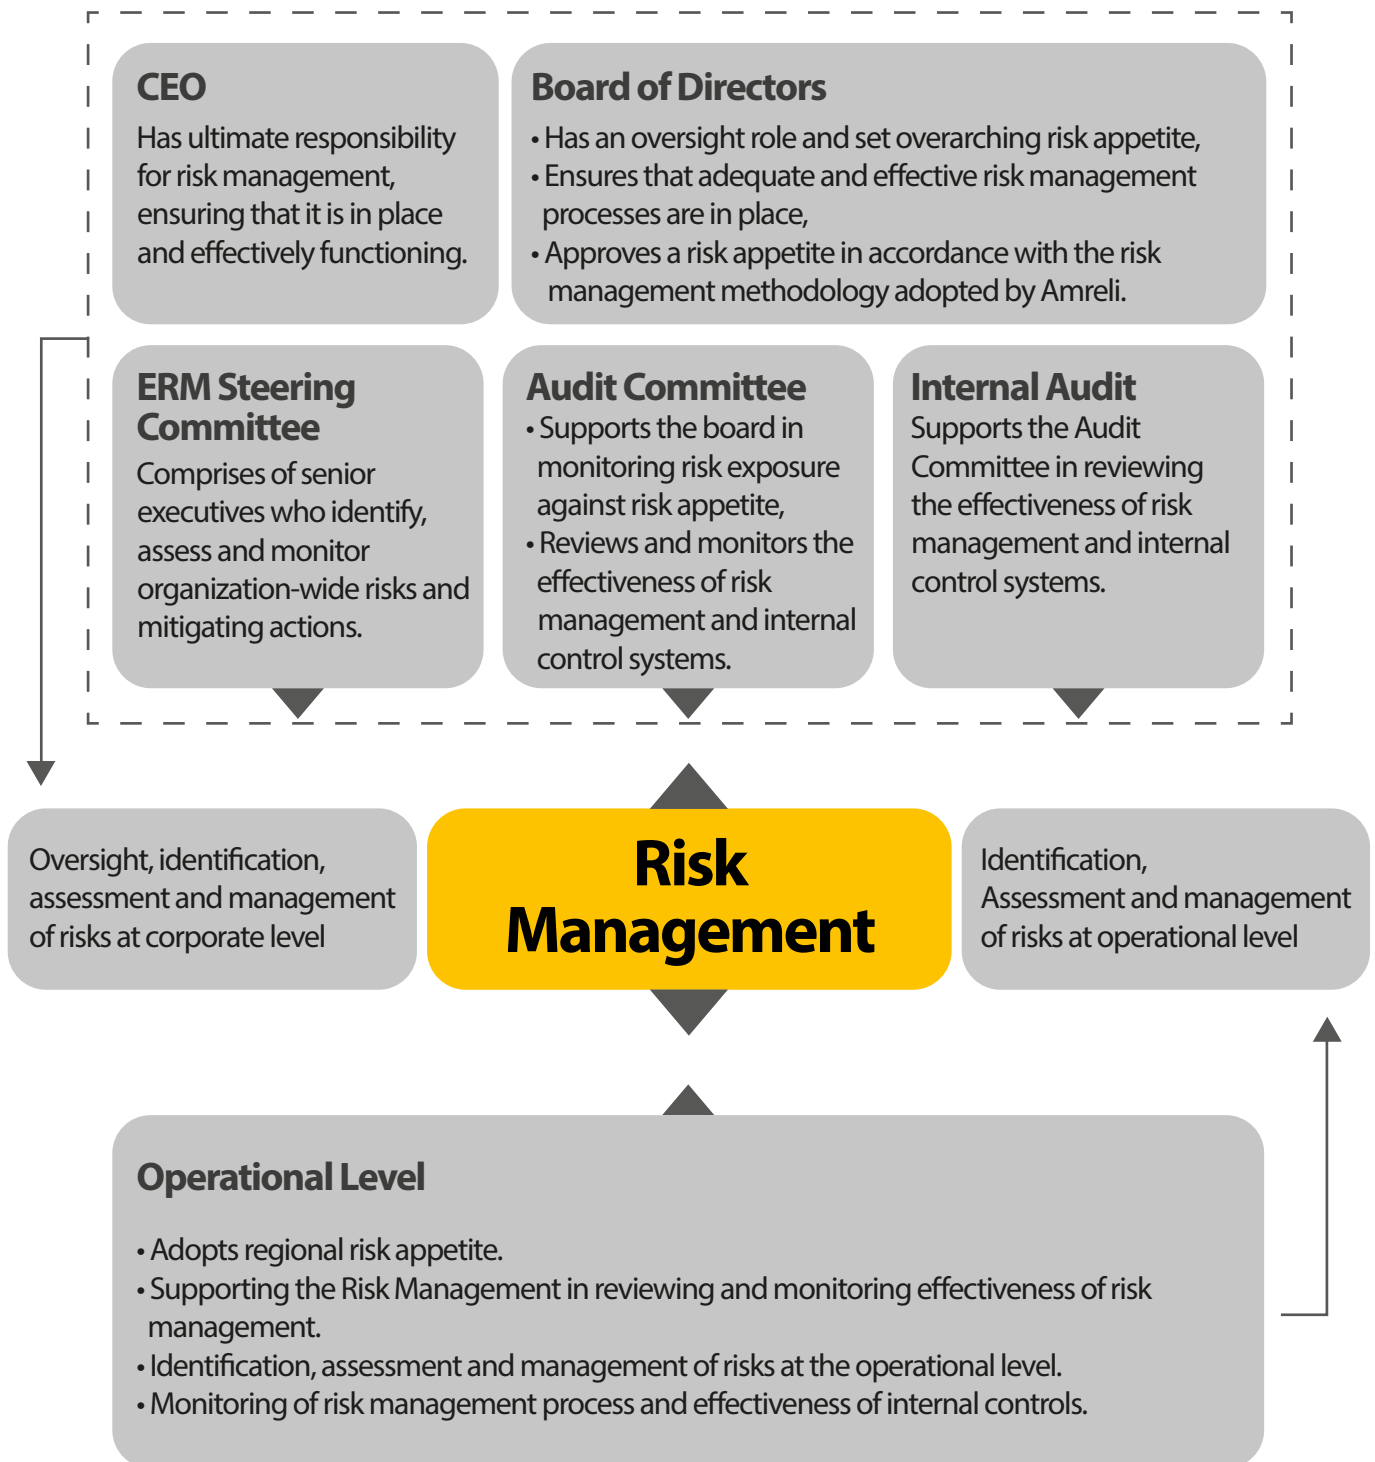 CEO
Has ultimate responsibility
for risk management,
ensuring that it is in place
and effectively functioning.
Board of Directors
• Has an oversight role and set overarching risk appetite,
• Ensures that adequate and effective risk management
processes are in place,
• Approves a risk appetite in accordance with the risk
management methodology adopted by Amreli.
ERM Steering
Committee
Comprises of senior
executives who identify,
assess and monitor
organization-wide risks and
mitigating actions.
Audit Committee
• Supports the board in
monitoring risk exposure
against risk appetite,
• Reviews and monitors the
effectiveness of risk
management and internal
control systems.
Internal Audit
Supports the Audit
Committee in reviewing
the effectiveness of risk
management and internal
control systems.
Oversight, identification,
assessment and management
of risks at corporate level
Risk
Management
Identification,
Assessment and management
of risks at operational level
Operational Level
• Adopts regional risk appetite.
• Supporting the Risk Management in reviewing and monitoring effectiveness of risk
management.
• Identification, assessment and management of risks at the operational level.
• Monitoring of risk management process and effectiveness of internal controls.